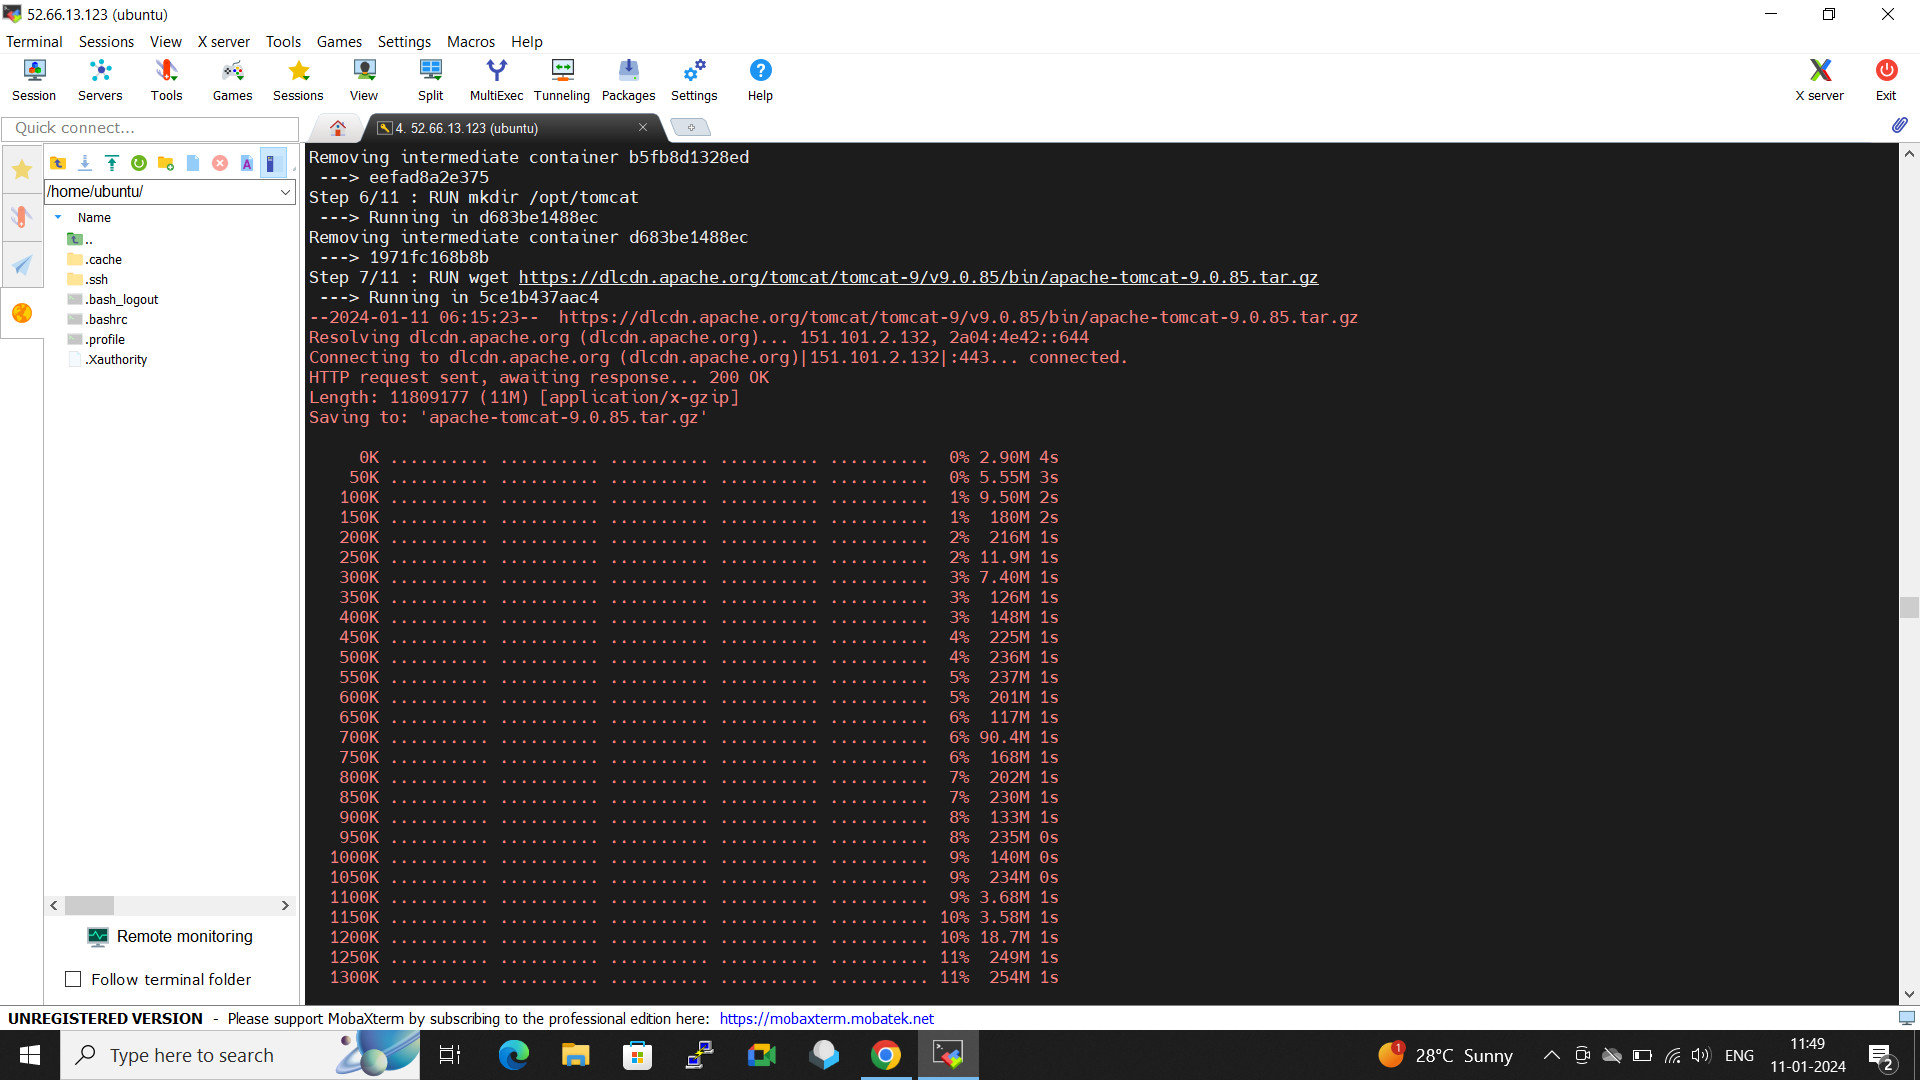 52.66.13.123 (ubuntu)
Terminal Sessions View X server Tools Games Settings Macros Help
Session Servers Tools Games Sessions View Split MultiExec Tunneling Packages Settings Help X server Exit
Quick connect...
4. 52.66.13.123 (ubuntu)
/home/ubuntu/
Name
..
.cache
.ssh
.bash_logout
.bashrc
.profile
.Xauthority
Remote monitoring
Follow terminal folder
Removing intermediate container b5fb8d1328ed
---> eefad8a2e375
Step 6/11 : RUN mkdir /opt/tomcat
---> Running in d683be1488ec
Removing intermediate container d683be1488ec
---> 1971fc168b8b
Step 7/11 : RUN wget https://dlcdn.apache.org/tomcat/tomcat-9/v9.0.85/bin/apache-tomcat-9.0.85.tar.gz
---> Running in 5ce1b437aac4
--2024-01-11 06:15:23-- https://dlcdn.apache.org/tomcat/tomcat-9/v9.0.85/bin/apache-tomcat-9.0.85.tar.gz
Resolving dlcdn.apache.org (dlcdn.apache.org)... 151.101.2.132, 2a04:4e42::644
Connecting to dlcdn.apache.org (dlcdn.apache.org)|151.101.2.132|:443... connected.
HTTP request sent, awaiting response... 200 OK
Length: 11809177 (11M) [application/x-gzip]
Saving to: 'apache-tomcat-9.0.85.tar.gz'
0K .......... .......... .......... .......... .......... 0% 2.90M 4s
50K .......... .......... .......... .......... .......... 0% 5.55M 3s
100K .......... .......... .......... .......... .......... 1% 9.50M 2s
150K .......... .......... .......... .......... .......... 1% 180M 2s
200K .......... .......... .......... .......... .......... 2% 216M 1s
250K .......... .......... .......... .......... .......... 2% 11.9M 1s
300K .......... .......... .......... .......... .......... 3% 7.40M 1s
350K .......... .......... .......... .......... .......... 3% 126M 1s
400K .......... .......... .......... .......... .......... 3% 148M 1s
450K .......... .......... .......... .......... .......... 4% 225M 1s
500K .......... .......... .......... .......... .......... 4% 236M 1s
550K .......... .......... .......... .......... .......... 5% 237M 1s
600K .......... .......... .......... .......... .......... 5% 201M 1s
650K .......... .......... .......... .......... .......... 6% 117M 1s
700K .......... .......... .......... .......... .......... 6% 90.4M 1s
750K .......... .......... .......... .......... .......... 6% 168M 1s
800K .......... .......... .......... .......... .......... 7% 202M 1s
850K .......... .......... .......... .......... .......... 7% 230M 1s
900K .......... .......... .......... .......... .......... 8% 133M 1s
950K .......... .......... .......... .......... .......... 8% 235M 0s
1000K .......... .......... .......... .......... .......... 9% 140M 0s
1050K .......... .......... .......... .......... .......... 9% 234M 0s
1100K .......... .......... .......... .......... .......... 9% 3.68M 1s
1150K .......... .......... .......... .......... .......... 10% 3.58M 1s
1200K .......... .......... .......... .......... .......... 10% 18.7M 1s
1250K .......... .......... .......... .......... .......... 11% 249M 1s
1300K .......... .......... .......... .......... .......... 11% 254M 1s
UNREGISTERED VERSION - Please support MobaXterm by subscribing to the professional edition here: https://mobaxterm.mobatek.net
Type here to search
1
28°C Sunny
ENG
11:49
11-01-2024
2